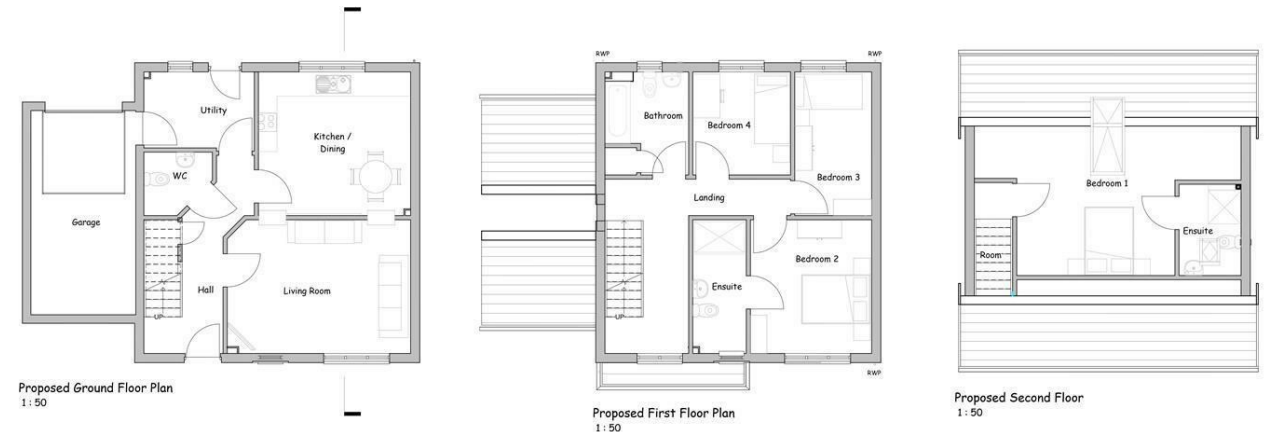 Utility
Kitchen /
Dining
WC
Garage
Hall
Living Room
UP
Proposed Ground Floor Plan
1 : 50
RWP
RWP
Bathroom
Bedroom 4
Bedroom 3
Landing
Bedroom 2
Ensuite
UP
RWP
Proposed First Floor Plan
1 : 50
Bedroom 1
Ensuite
Room
Proposed Second Floor
1 : 50